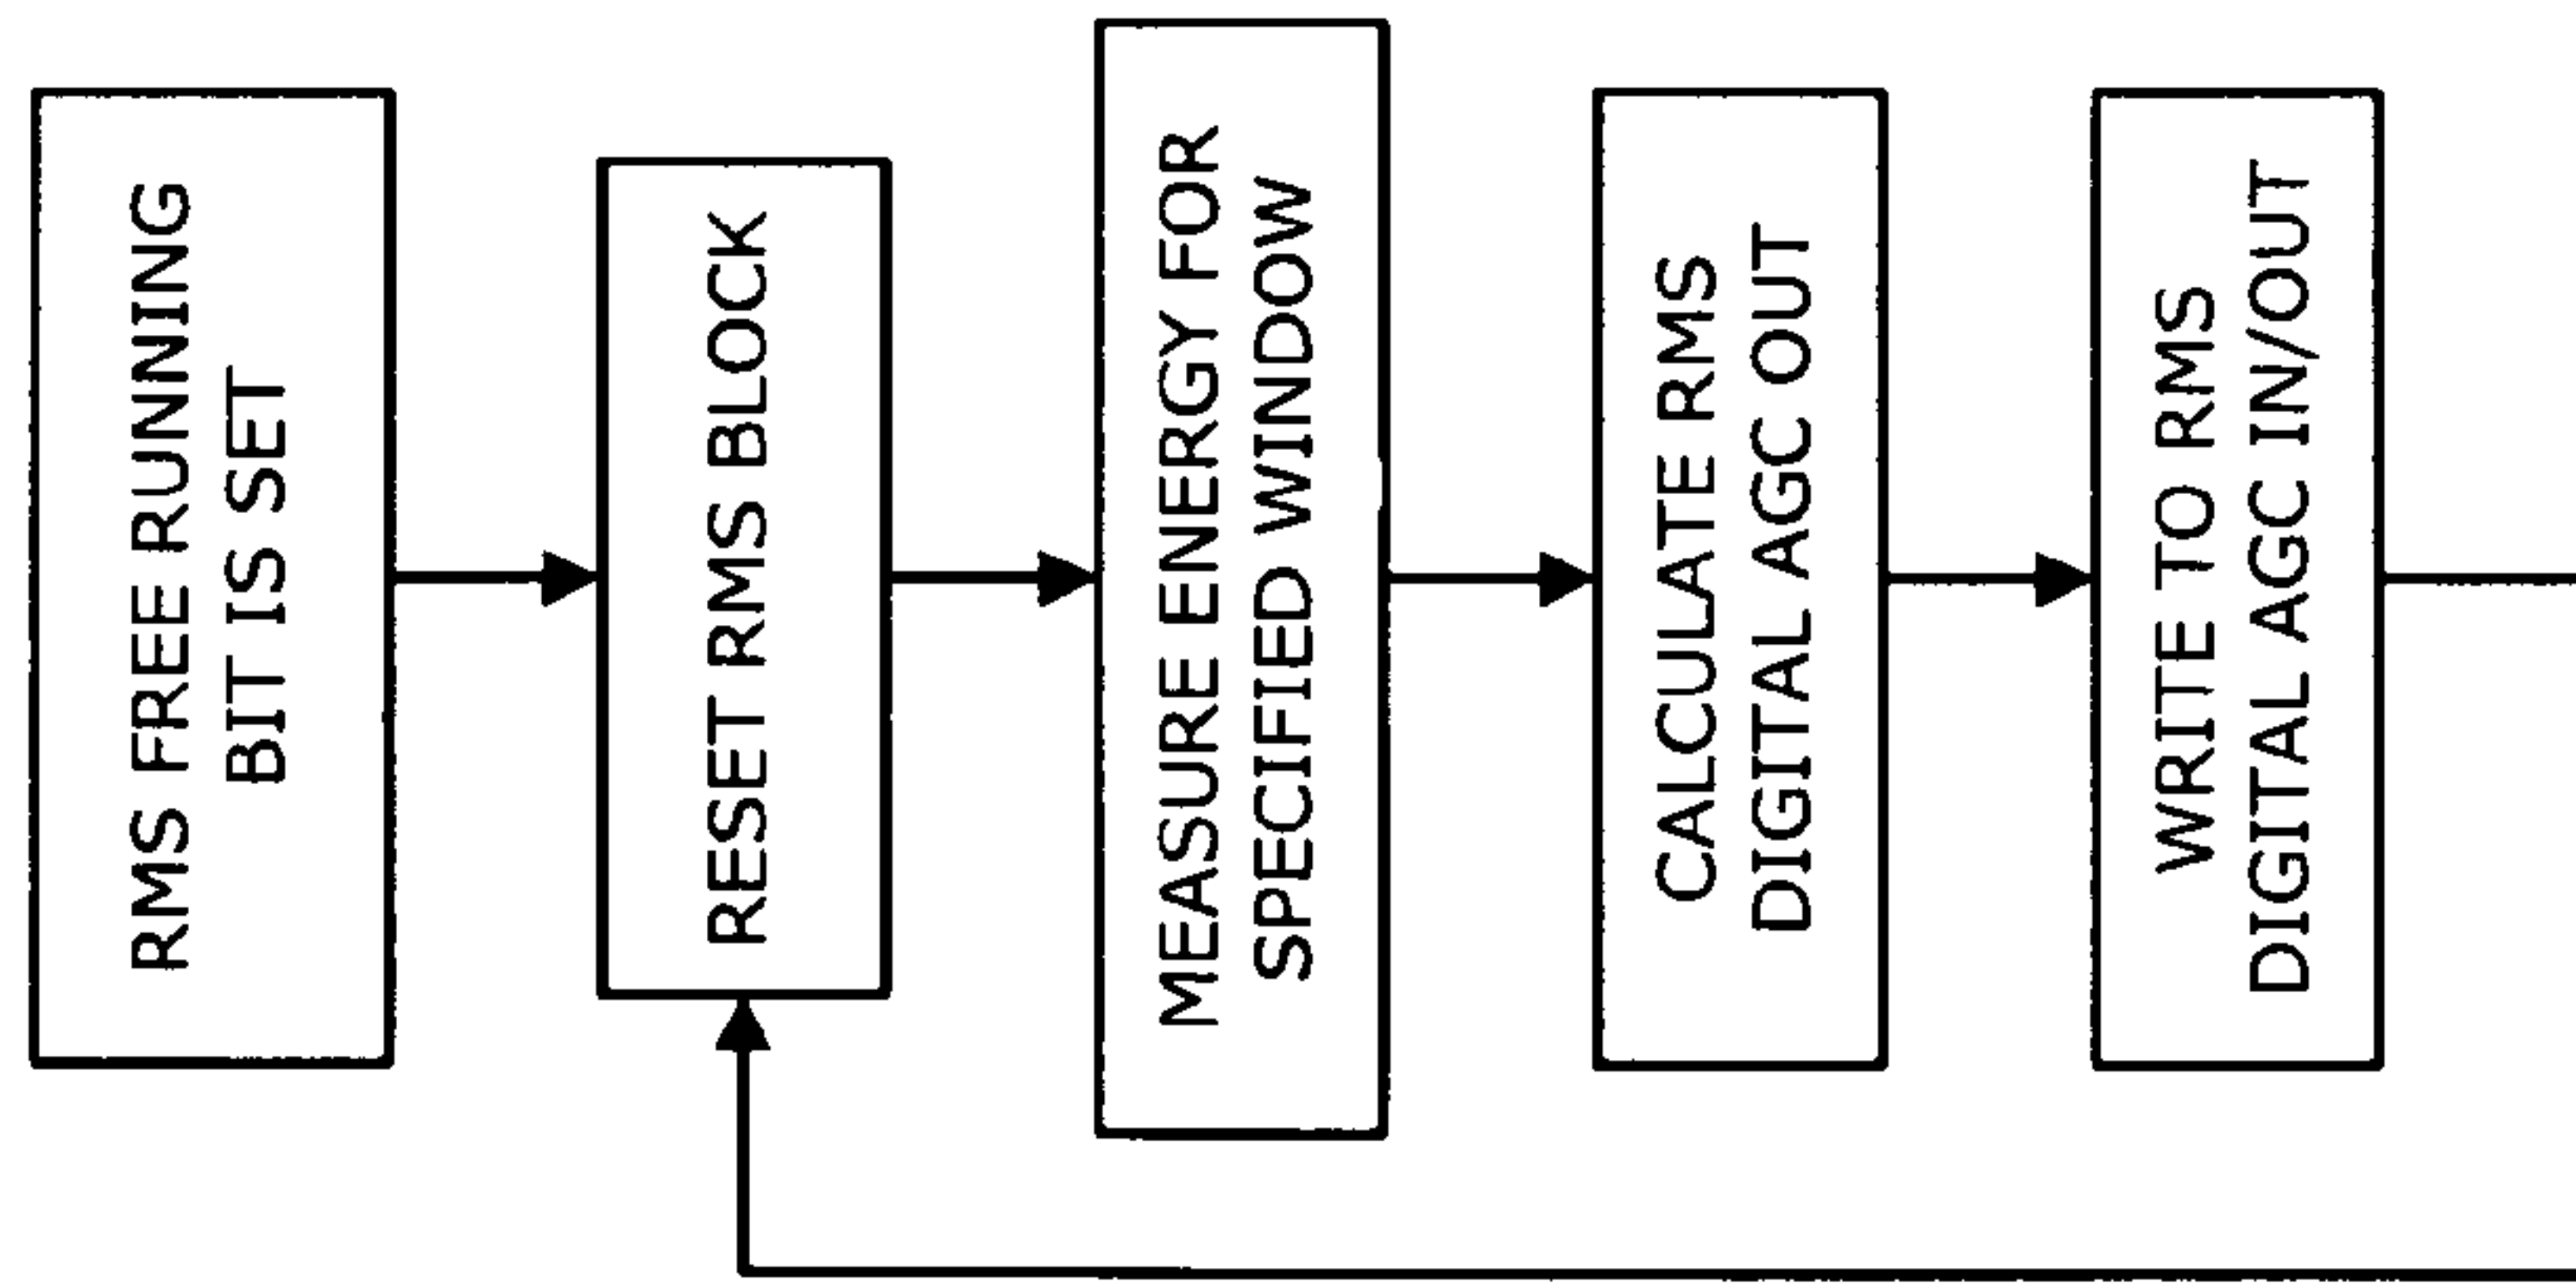 RMS FREE RUNNING
BIT IS SET
RESET RMS BLOCK
MEASURE ENERGY FOR
SPECIFIED WINDOW
CALCULATE RMS
DIGITAL AGC OUT
WRITE TO RMS
DIGITAL AGC IN/OUT